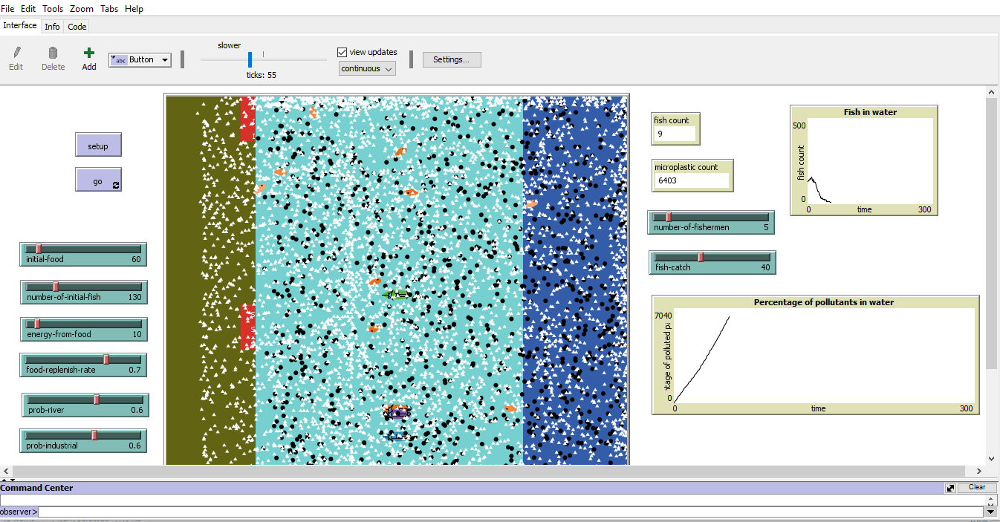 File Edit Tools Zoom Tabs Help
Interface Info Code
Edit Delete Add abc Button slower ticks: 55 view updates continuous Settings...
setup
go
initial-food 60
number-of-initial-fish 130
energy-from-food 10
food-replenish-rate 0.7
prob-river 0.6
prob-industrial 0.6
fish count
9
microplastic count
6403
number-of-fishermen 5
fish-catch 40
Fish in water
500
fish count
0
0 time 300
Percentage of pollutants in water
7040
0
0 time 300
Command Center Clear
observer>